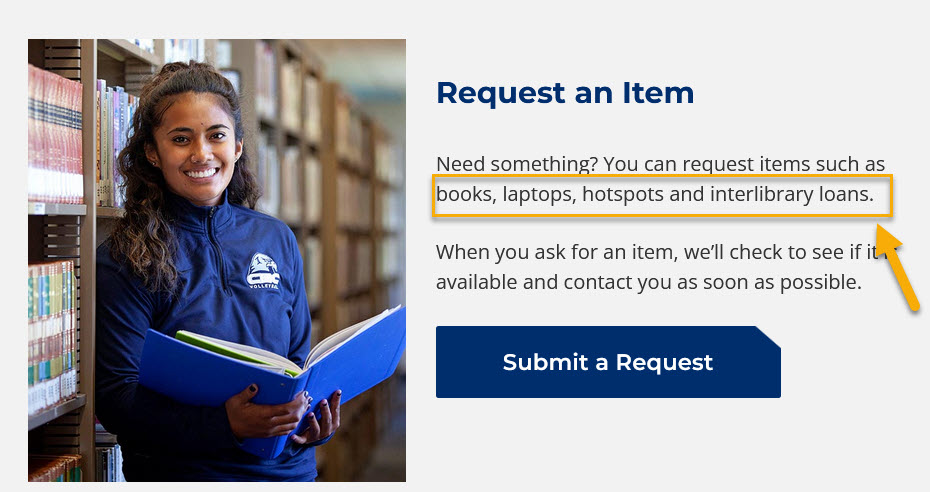 Request an Item
Need something? You can request items such as
books, laptops, hotspots and interlibrary loans.
When you ask for an item, we’ll check to see if it
available and contact you as soon as possible.
Submit a Request